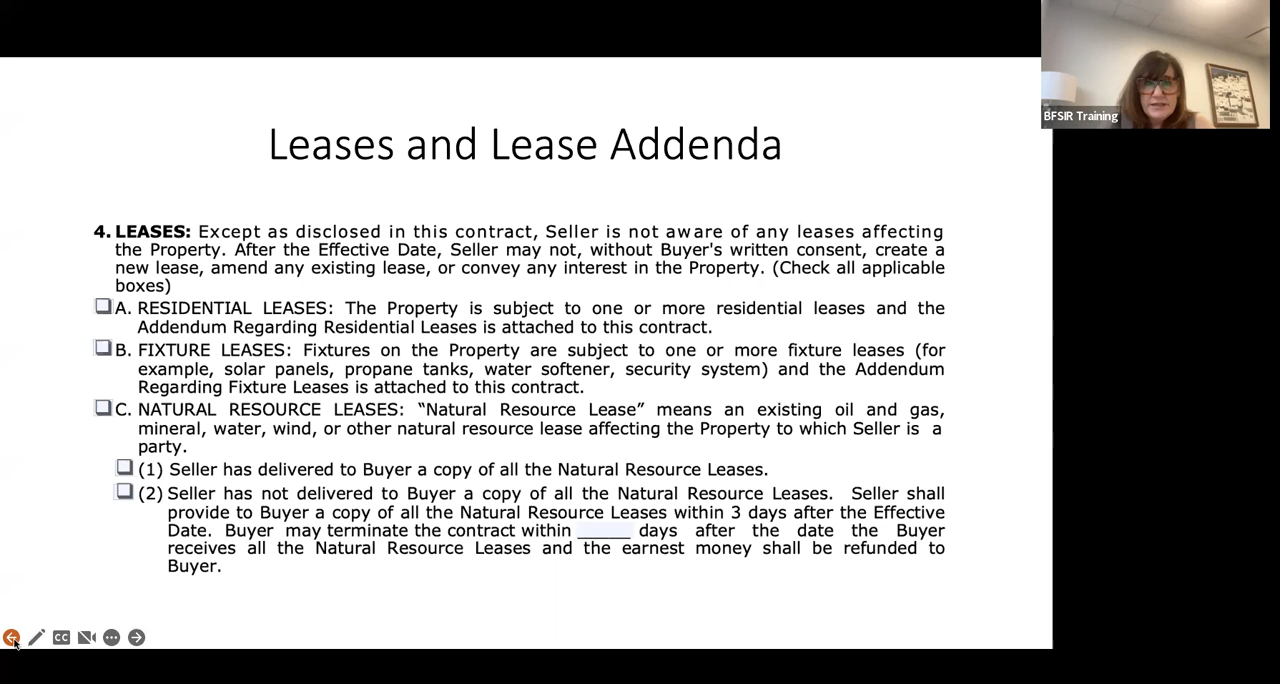 BFSIR Training
Leases and Lease Addenda
4. LEASES: Except as disclosed in this contract, Seller is not aware of any leases affecting
the Property. After the Effective Date, Seller may not, without Buyer's written consent, create a
new lease, amend any existing lease, or convey any interest in the Property. (Check all applicable
boxes)
A. RESIDENTIAL LEASES: The Property is subject to one or more residential leases and the
Addendum Regarding Residential Leases is attached to this contract.
B. FIXTURE LEASES: Fixtures on the Property are subject to one or more fixture leases (for
example, solar panels, propane tanks, water softener, security system) and the Addendum
Regarding Fixture Leases is attached to this contract.
C. NATURAL RESOURCE LEASES: “Natural Resource Lease” means an existing oil and gas,
mineral, water, wind, or other natural resource lease affecting the Property to which Seller is a
party.
(1) Seller has delivered to Buyer a copy of all the Natural Resource Leases.
(2) Seller has not delivered to Buyer a copy of all the Natural Resource Leases. Seller shall
provide to Buyer a copy of all the Natural Resource Leases within 3 days after the Effective
Date. Buyer may terminate the contract within _____ days after the date the Buyer
receives all the Natural Resource Leases and the earnest money shall be refunded to
Buyer.
CC